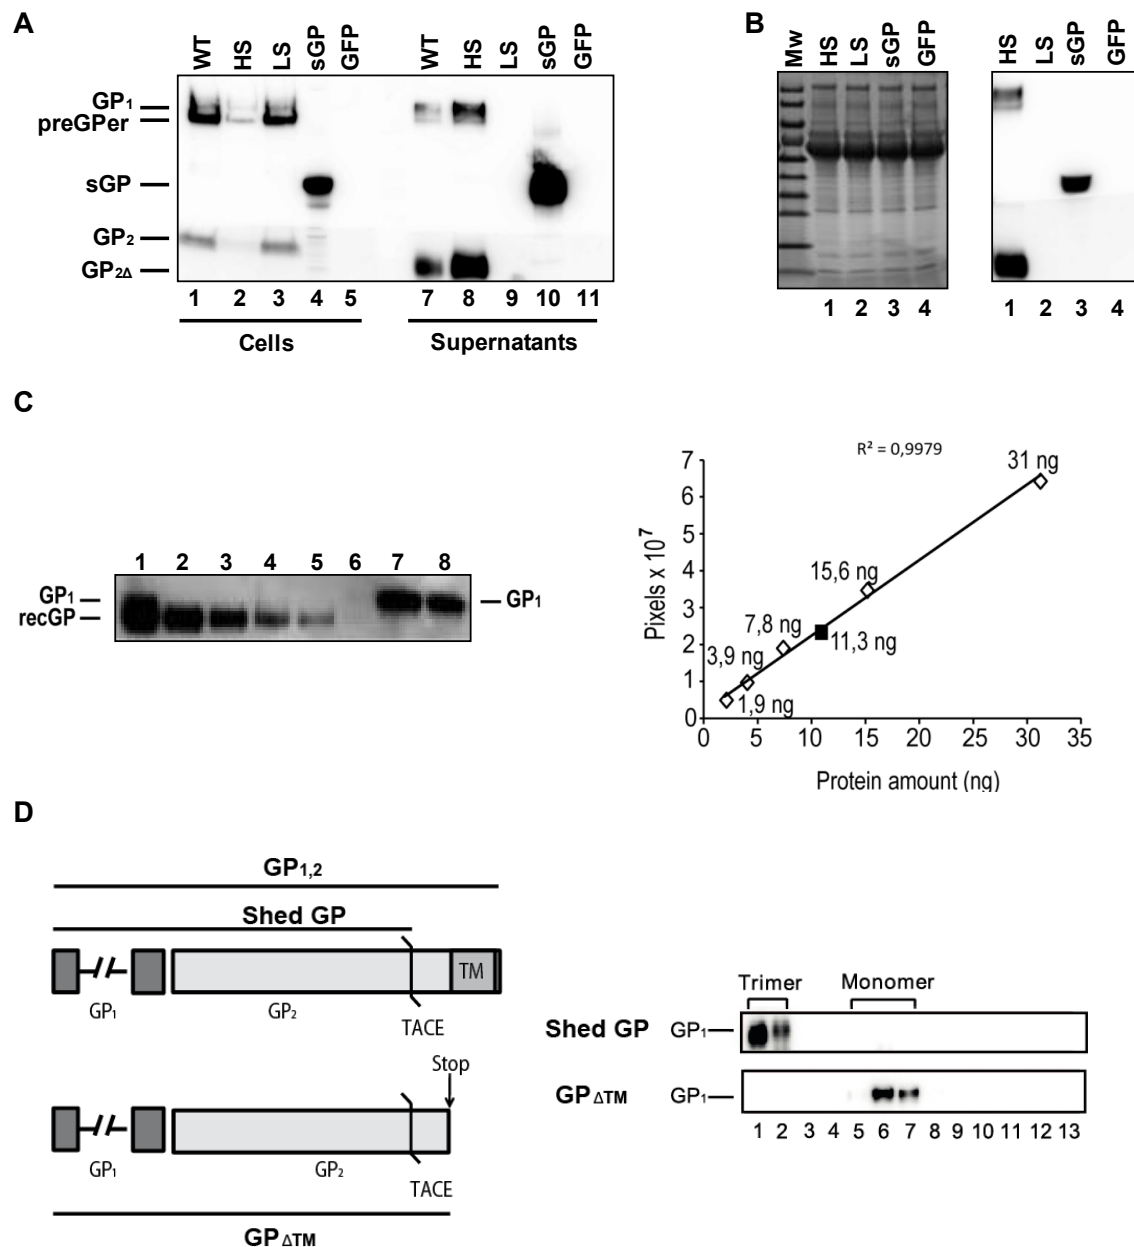 A
WT HS LS sGP GFP WT HS LS sGP GFP
GP1
preGPer
sGP
GP2
GP2Δ
1 2 3 4 5 7 8 9 10 11
Cells Supernatants
B
Mw HS LS sGP GFP HS LS sGP GFP
1 2 3 4 1 2 3 4
C
1 2 3 4 5 6 7 8
GP1
recGP
GP1
R² = 0,9979
Pixels x 10⁷
7
6
5
4
3
2
1
0
31 ng
15,6 ng
7,8 ng
11,3 ng
3,9 ng
1,9 ng
0 5 10 15 20 25 30 35
Protein amount (ng)
D
GP1,2
Shed GP
TM
GP1 GP2 TACE
Stop
GP1 GP2 TACE
GP ΔTM
Trimer Monomer
Shed GP GP1
GP ΔTM GP1
1 2 3 4 5 6 7 8 9 10 11 12 13